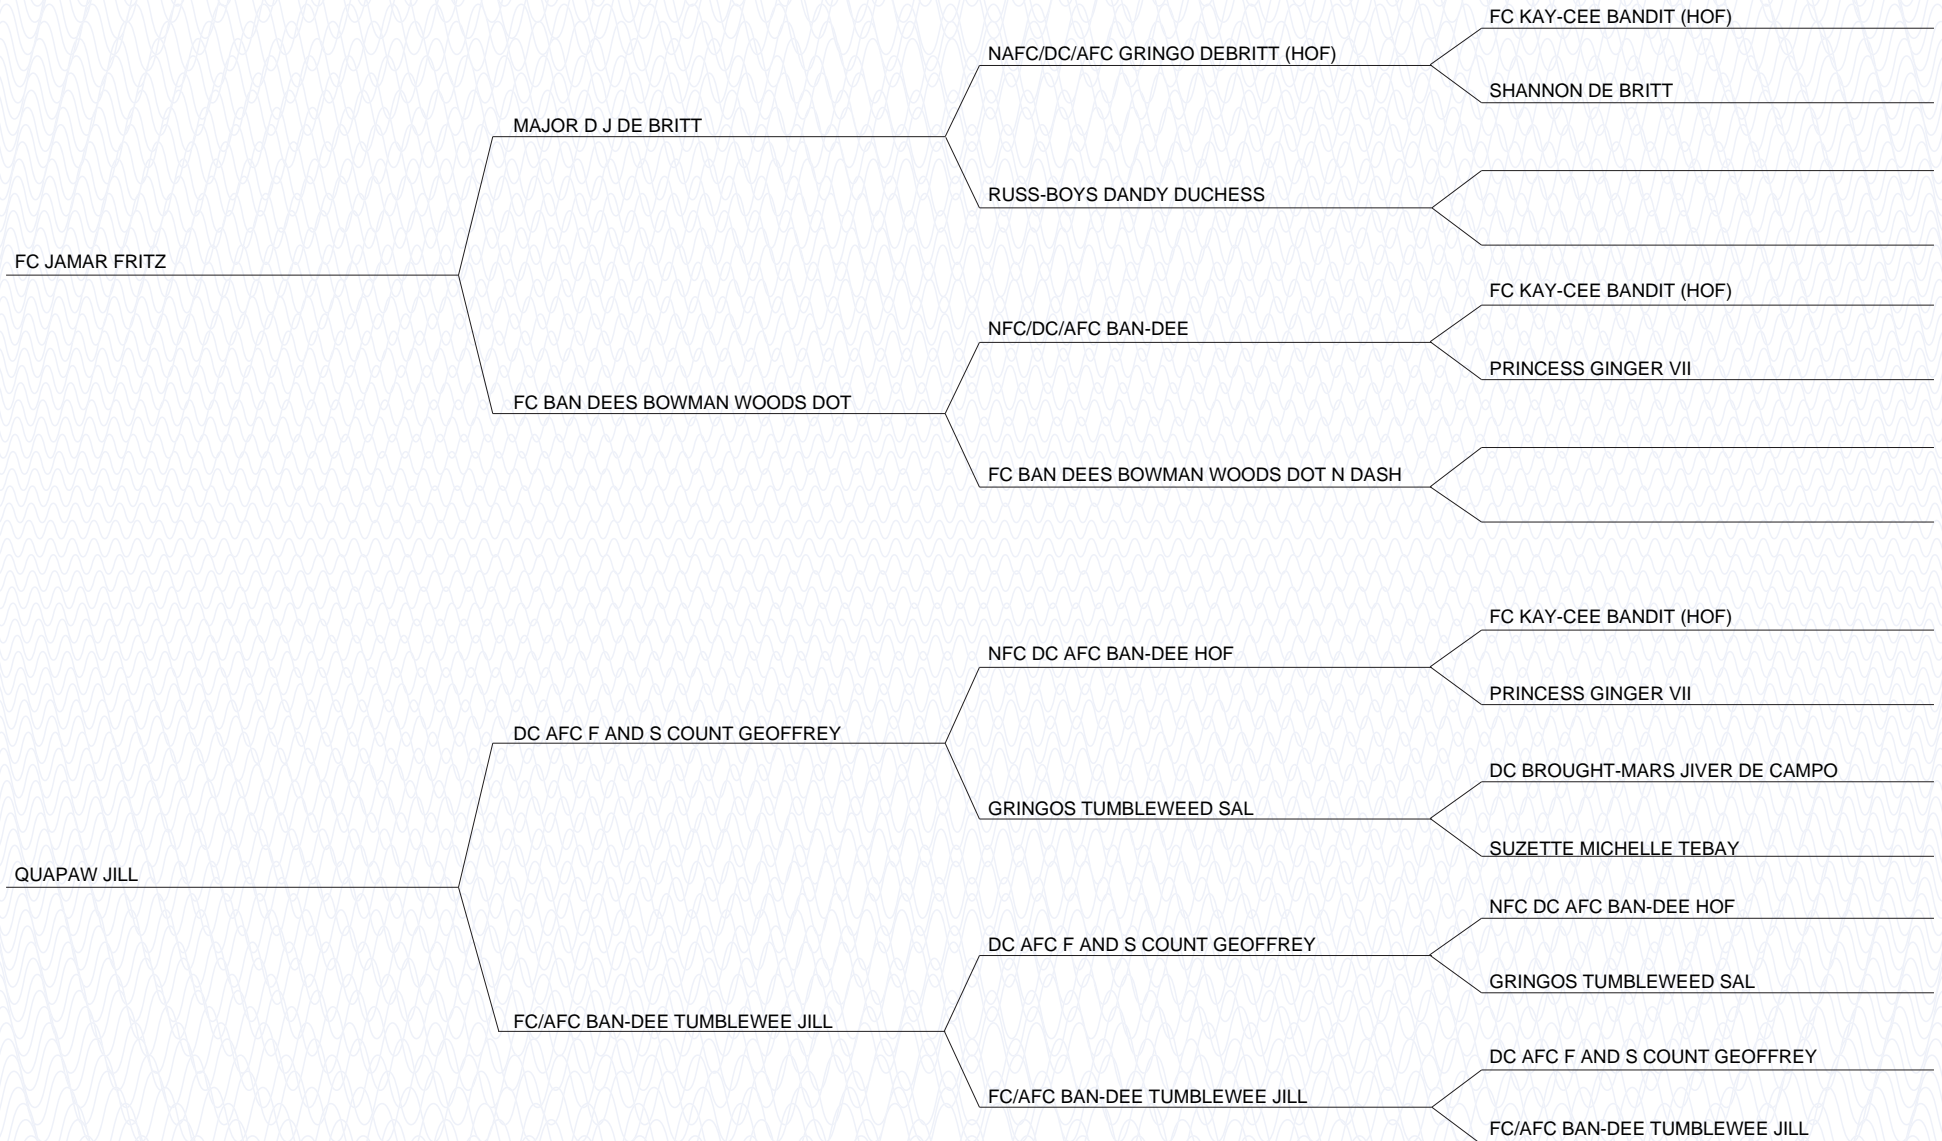 FC KAY-CEE BANDIT (HOF)
NAFC/DC/AFC GRINGO DEBRITT (HOF)
SHANNON DE BRITT
MAJOR D J DE BRITT
RUSS-BOYS DANDY DUCHESS
FC JAMAR FRITZ
FC KAY-CEE BANDIT (HOF)
NFC/DC/AFC BAN-DEE
PRINCESS GINGER VII
FC BAN DEES BOWMAN WOODS DOT
FC BAN DEES BOWMAN WOODS DOT N DASH
FC KAY-CEE BANDIT (HOF)
NFC DC AFC BAN-DEE HOF
PRINCESS GINGER VII
DC AFC F AND S COUNT GEOFFREY
DC BROUGHT-MARS JIVER DE CAMPO
GRINGOS TUMBLEWEED SAL
SUZETTE MICHELLE TEBAY
QUAPAW JILL
NFC DC AFC BAN-DEE HOF
DC AFC F AND S COUNT GEOFFREY
GRINGOS TUMBLEWEED SAL
FC/AFC BAN-DEE TUMBLEWEE JILL
DC AFC F AND S COUNT GEOFFREY
FC/AFC BAN-DEE TUMBLEWEE JILL
FC/AFC BAN-DEE TUMBLEWEE JILL